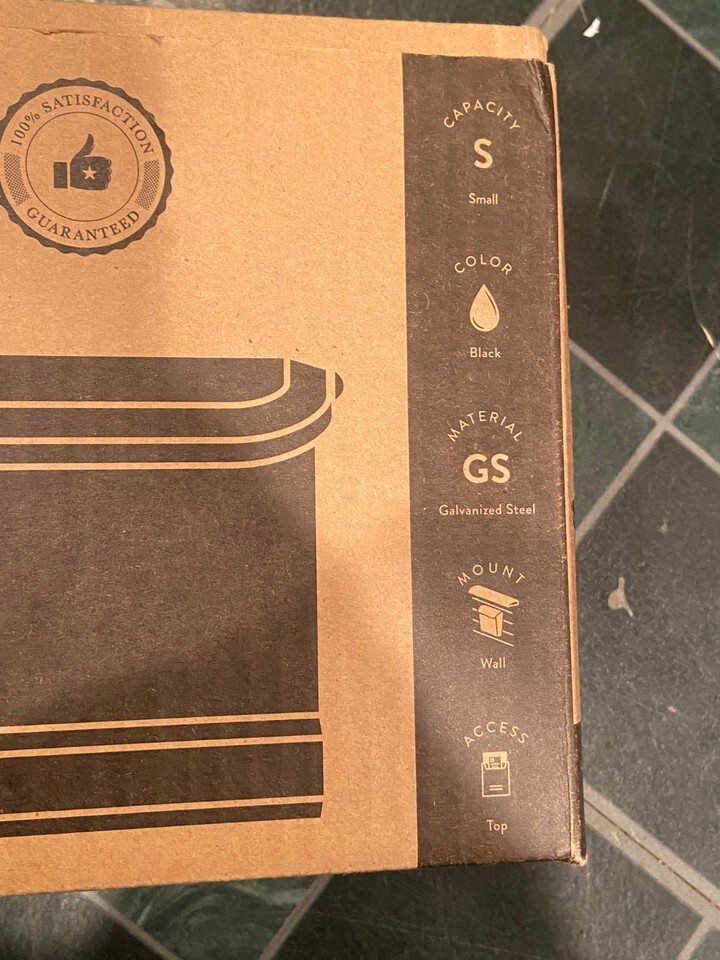 100% SATISFACTION
GUARANTEED
CAPACITY
S
Small
COLOR
Black
MATERIAL
GS
Galvanized Steel
MOUNT
Wall
ACCESS
Top